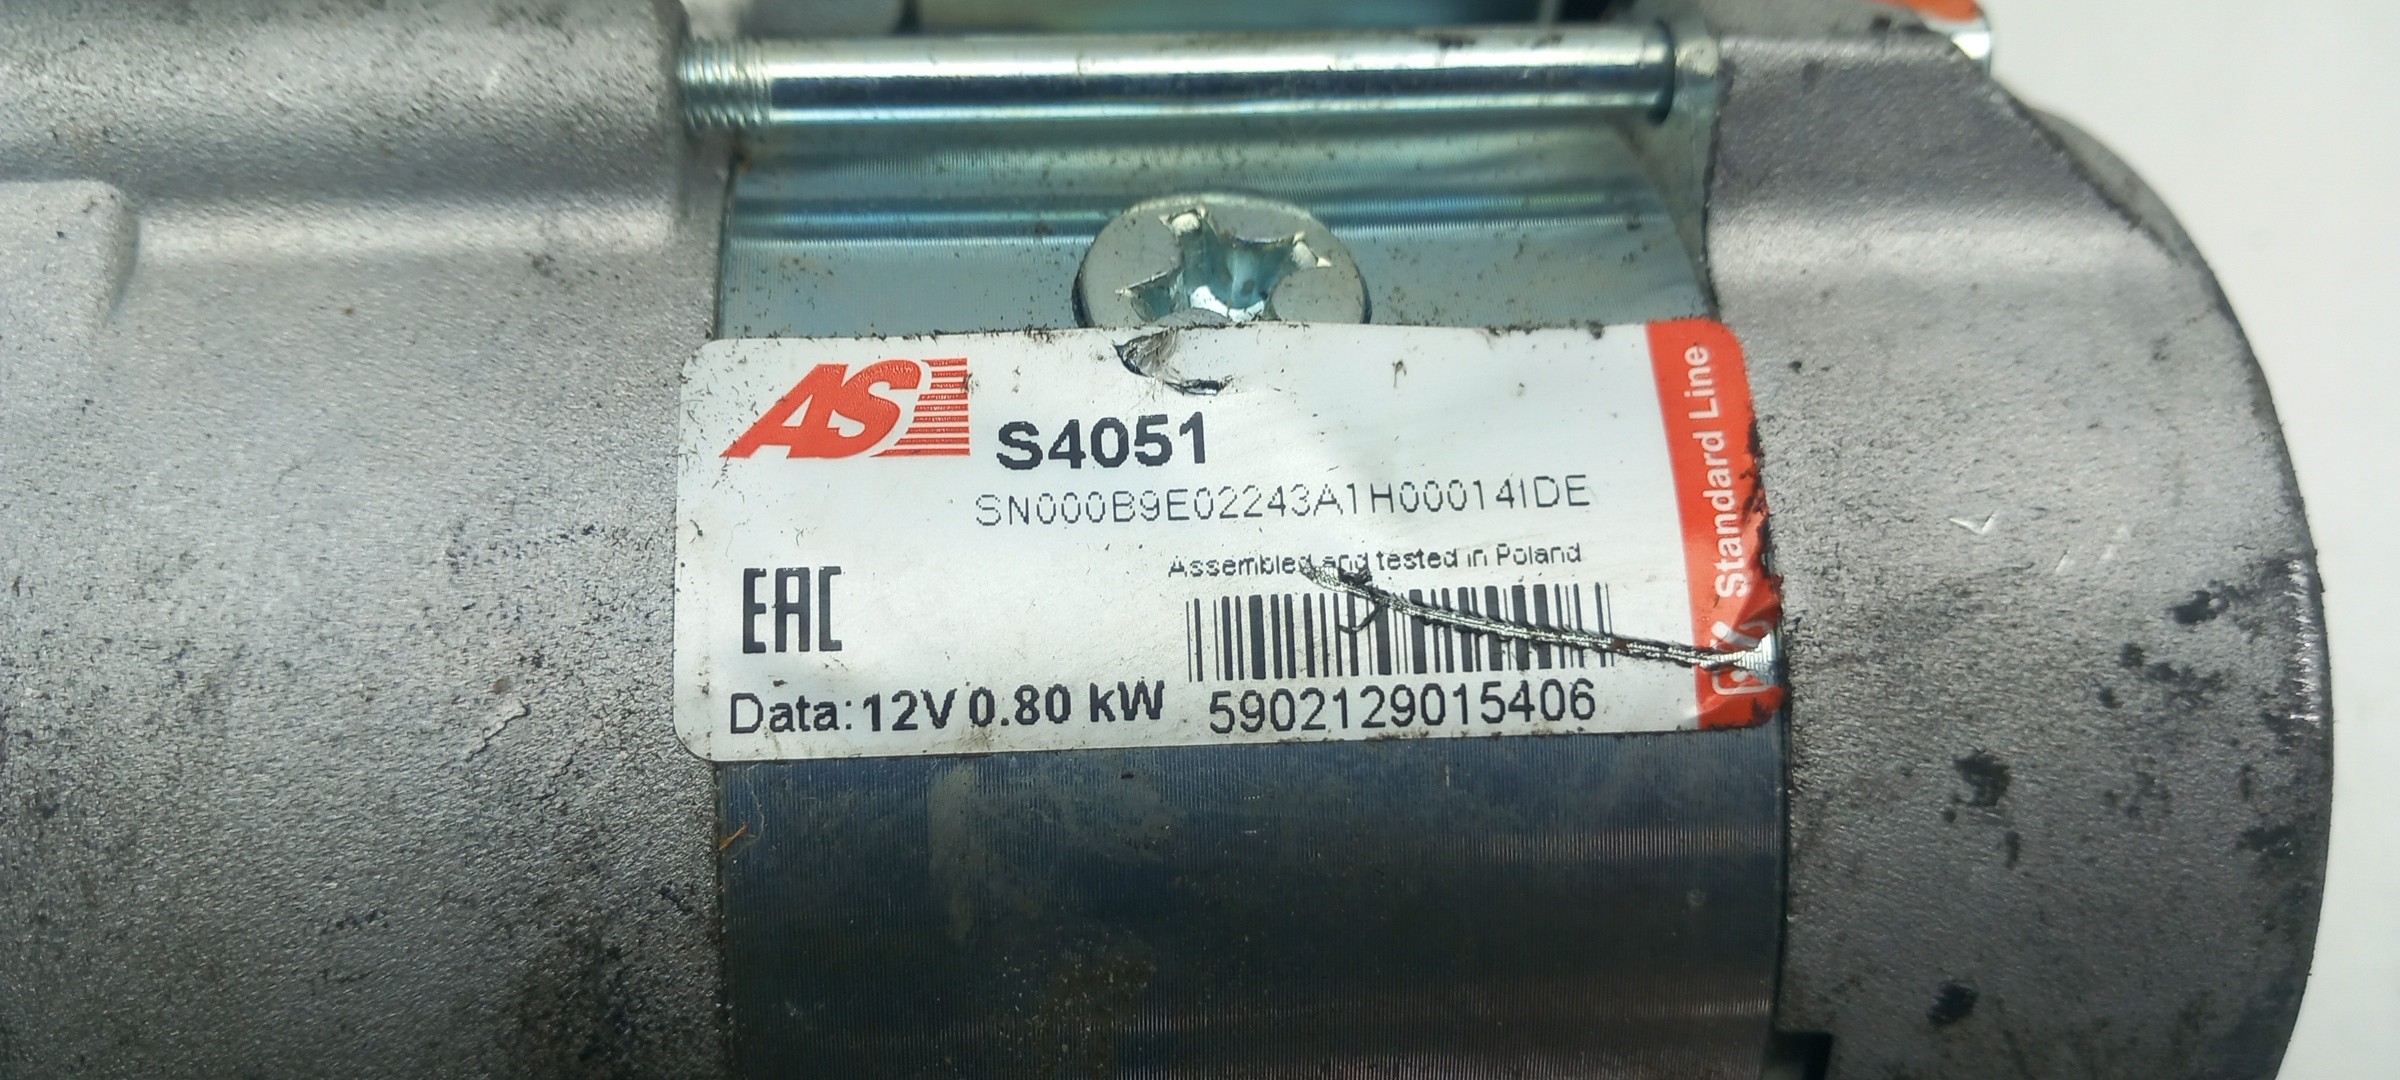 AS
S4051
SN000B9E02243A1H00014IDE
Assembled and tested in Poland
EAC
Data: 12V 0.80 kW
5902129015406
Standard Line